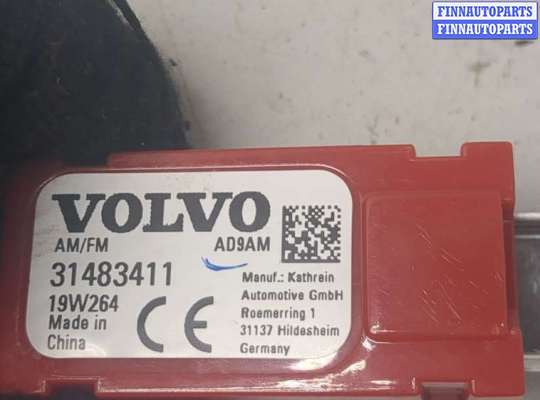 FINNAUTOPARTS
FINNAUTOPARTS
VOLVO
AM/FM AD9AM
31483411
19W264
Made in
China
CE
Manuf.: Kathrein
Automotive GmbH
Roemerring 1
31137 Hildesheim
Germany